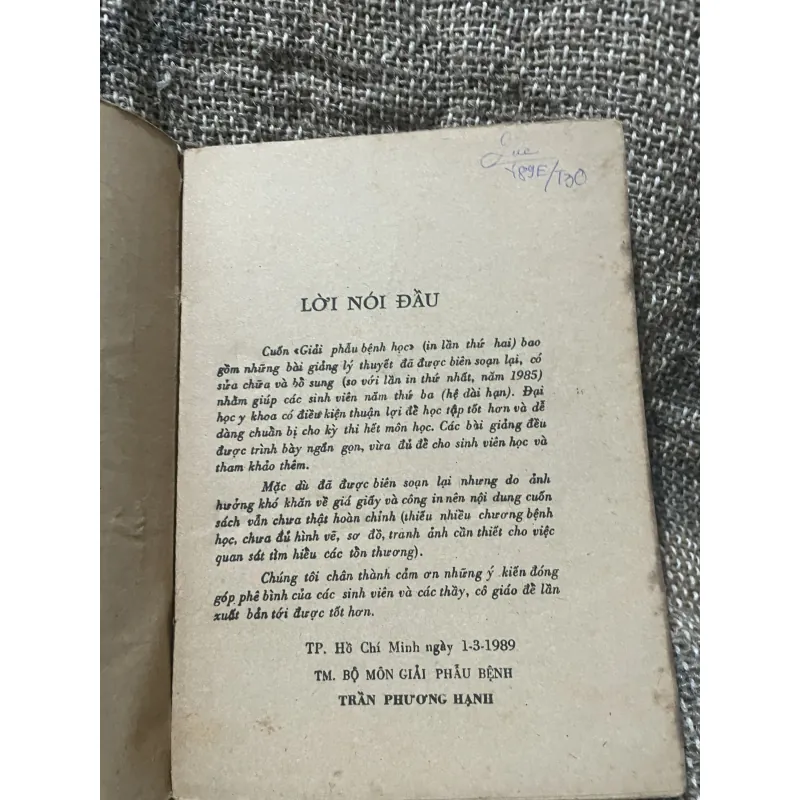 LỜI NÓI ĐẦU
Cuốn «Giải phẫu bệnh học» (in lần thứ hai) bao
gồm những bài giảng lý thuyết đã được biên soạn lại, có
sửa chữa và bổ sung (so với lần in thứ nhất, năm 1985)
nhằm giúp các sinh viên năm thứ ba (hệ dài hạn). Đại
học y khoa có điều kiện thuận lợi để học tập tốt hơn và dễ
dàng chuẩn bị cho kỳ thi hết môn học. Các bài giảng đều
được trình bày ngắn gọn, vừa đủ để cho sinh viên học và
tham khảo thêm.
Mặc dù đã được biên soạn lại nhưng do ảnh
hưởng khó khăn về giá giấy và công in nên nội dung cuốn
sách vẫn chưa thật hoàn chỉnh (thiếu nhiều chương bệnh
học, chưa đủ hình vẽ, sơ đồ, tranh ảnh cần thiết cho việc
quan sát tìm hiểu các tổn thương).
Chúng tôi chân thành cảm ơn những ý kiến đóng
góp phê bình của các sinh viên và các thầy, cô giáo để lần
xuất bản tới được tốt hơn.
TP. Hồ Chí Minh ngày 1-3-1989
TM. BỘ MÔN GIẢI PHẪU BỆNH
TRẦN PHƯƠNG HẠNH